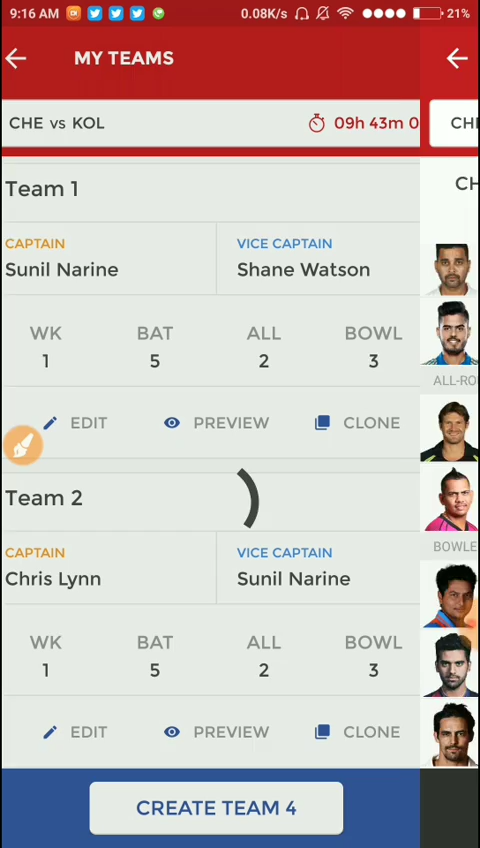 9:16 AM 0.08K/s 21%
MY TEAMS
CHE vs KOL 09h 43m 0 CHE
CH
Team 1
CAPTAIN VICE CAPTAIN
Sunil Narine Shane Watson
WK BAT ALL BOWL
1 5 2 3
ALL-RO
EDIT PREVIEW CLONE
Team 2
BOWLE
CAPTAIN VICE CAPTAIN
Chris Lynn Sunil Narine
WK BAT ALL BOWL
1 5 2 3
EDIT PREVIEW CLONE
CREATE TEAM 4